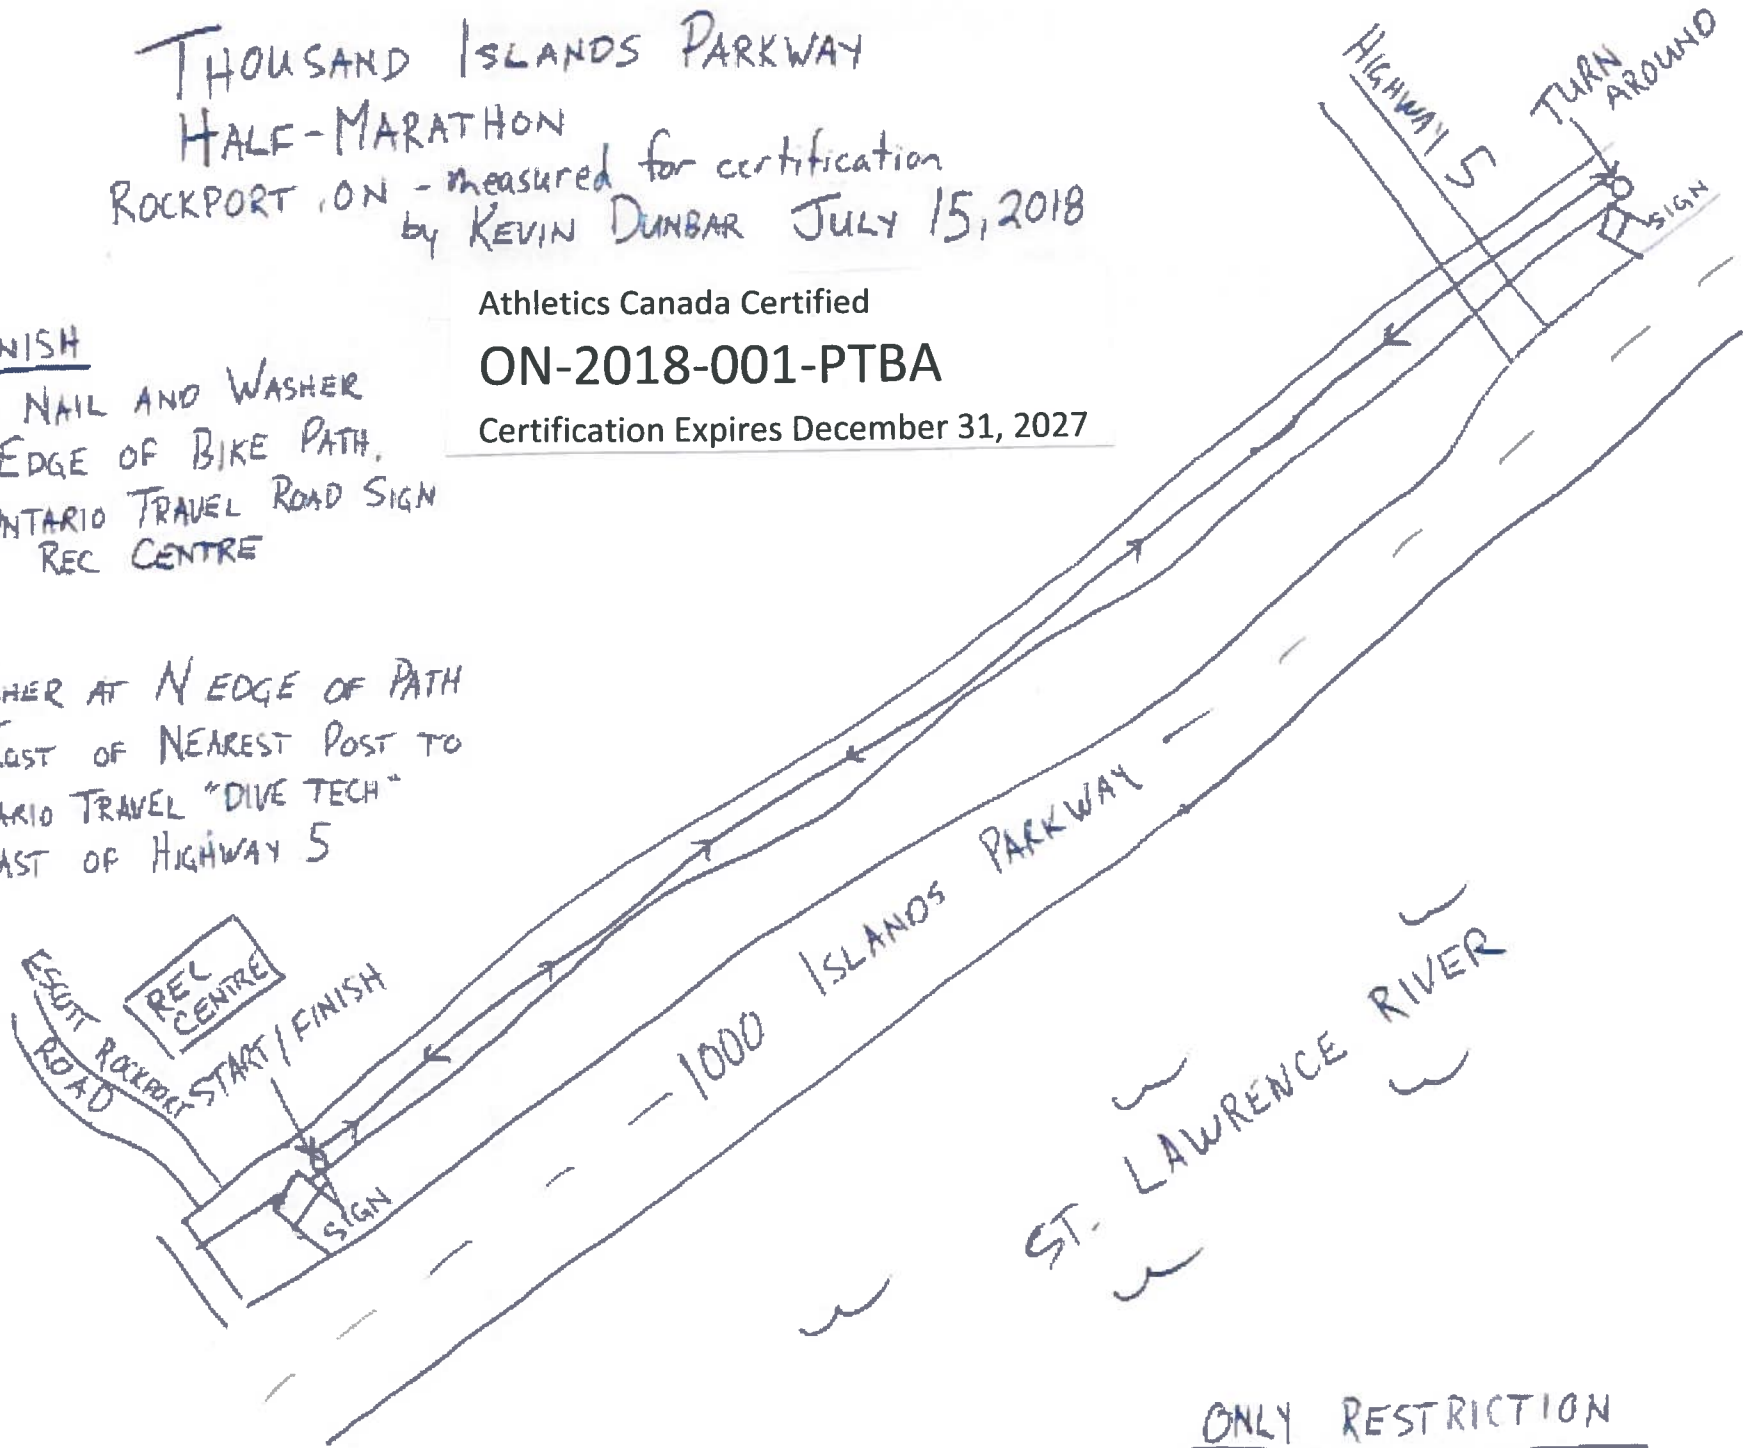 THOUSAND ISLANDS PARKWAY
HALF-MARATHON
ROCKPORT, ON - measured for certification
by KEVIN DUNBAR JULY 15, 2018
Athletics Canada Certified
ON-2018-001-PTBA
Certification Expires December 31, 2027
NISH
NAIL AND WASHER
EDGE OF BIKE PATH.
NTARIO TRAVEL ROAD SIGN
REC CENTRE
HER AT N EDGE OF PATH
EAST OF NEAREST POST TO
ARIO TRAVEL "DIVE TECH"
AST OF HIGHWAY 5
HIGHWAY 5
TURN
AROUND
SIGN
ESCOTT ROCKPORT
ROAD
REC
CENTRE
START/FINISH
SIGN
1000 ISLANDS PARKWAY
ST. LAWRENCE RIVER
ONLY RESTRICTION